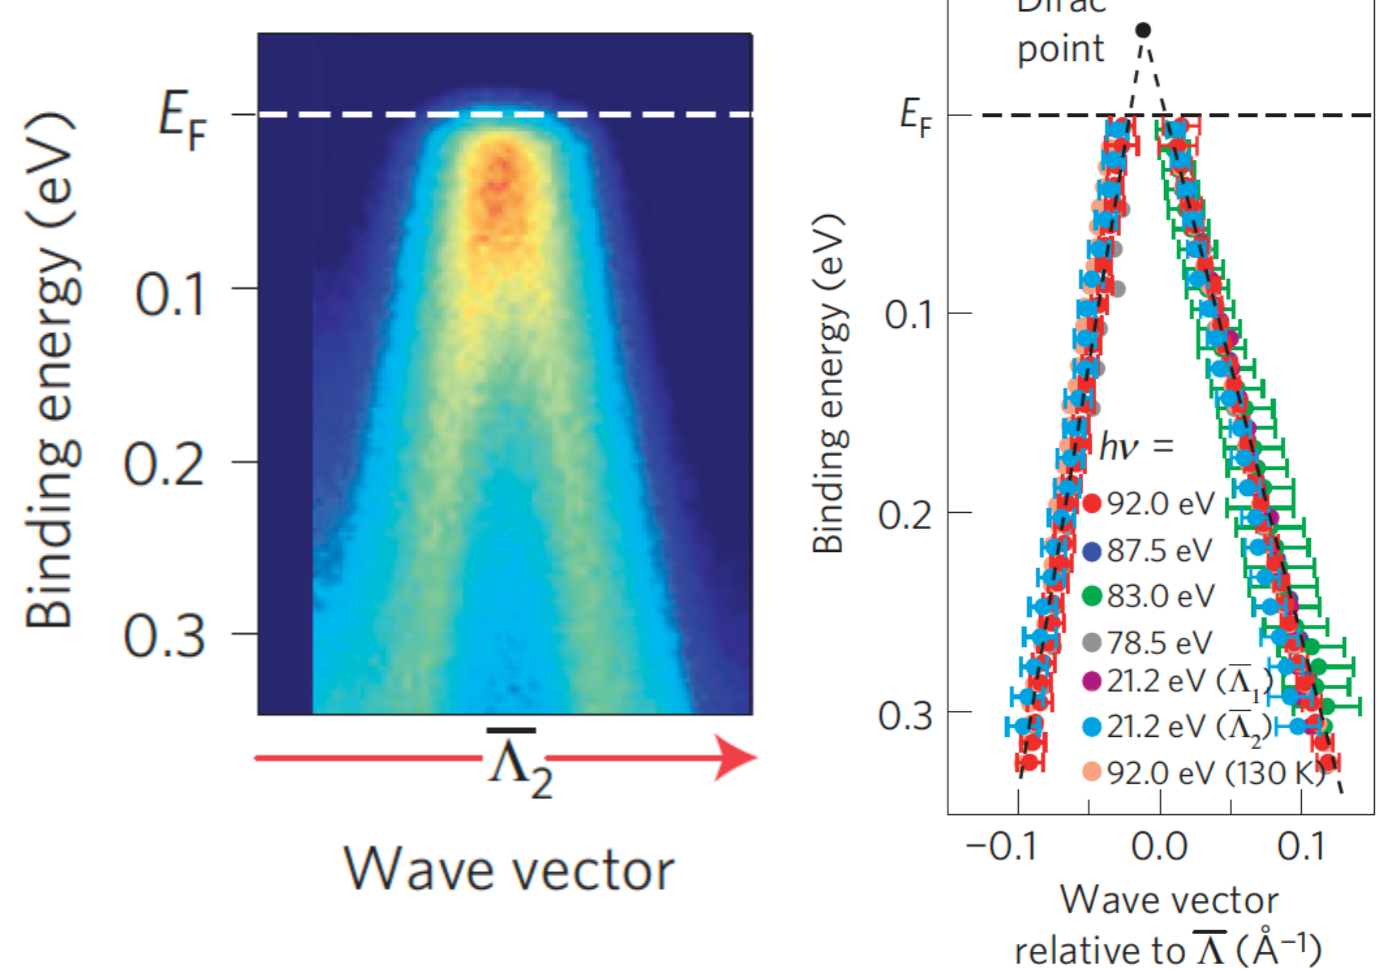 Binding energy (eV)
E_F
0.1
0.2
0.3
Λ̅₂
Wave vector
Dirac
point
Binding energy (eV)
E_F
0.1
0.2
0.3
hν =
92.0 eV
87.5 eV
83.0 eV
78.5 eV
21.2 eV (Λ̅₁)
21.2 eV (Λ̅₂)
92.0 eV (130 K)
−0.1 0.0 0.1
Wave vector
relative to Λ̅ (Å⁻¹)